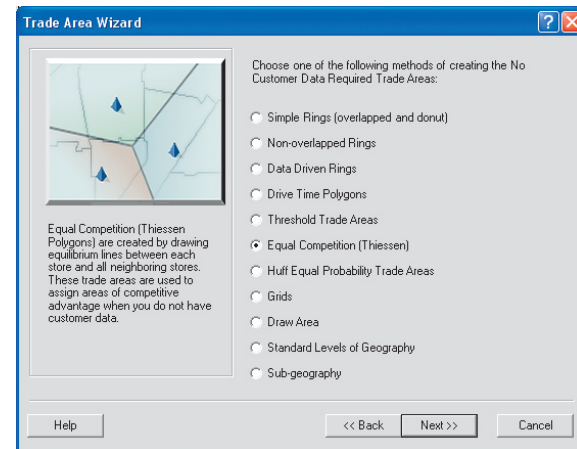 Trade Area Wizard
Choose one of the following methods of creating the No
Customer Data Required Trade Areas:
Simple Rings (overlapped and donut)
Non-overlapped Rings
Data Driven Rings
Drive Time Polygons
Threshold Trade Areas
Equal Competition (Thiessen)
Huff Equal Probability Trade Areas
Grids
Draw Area
Standard Levels of Geography
Sub-geography
Equal Competition (Thiessen
Polygons) are created by drawing
equilibrium lines between each
store and all neighboring stores.
These trade areas are used to
assign areas of competitive
advantage when you do not have
customer data.
Help
<< Back
Next >>
Cancel